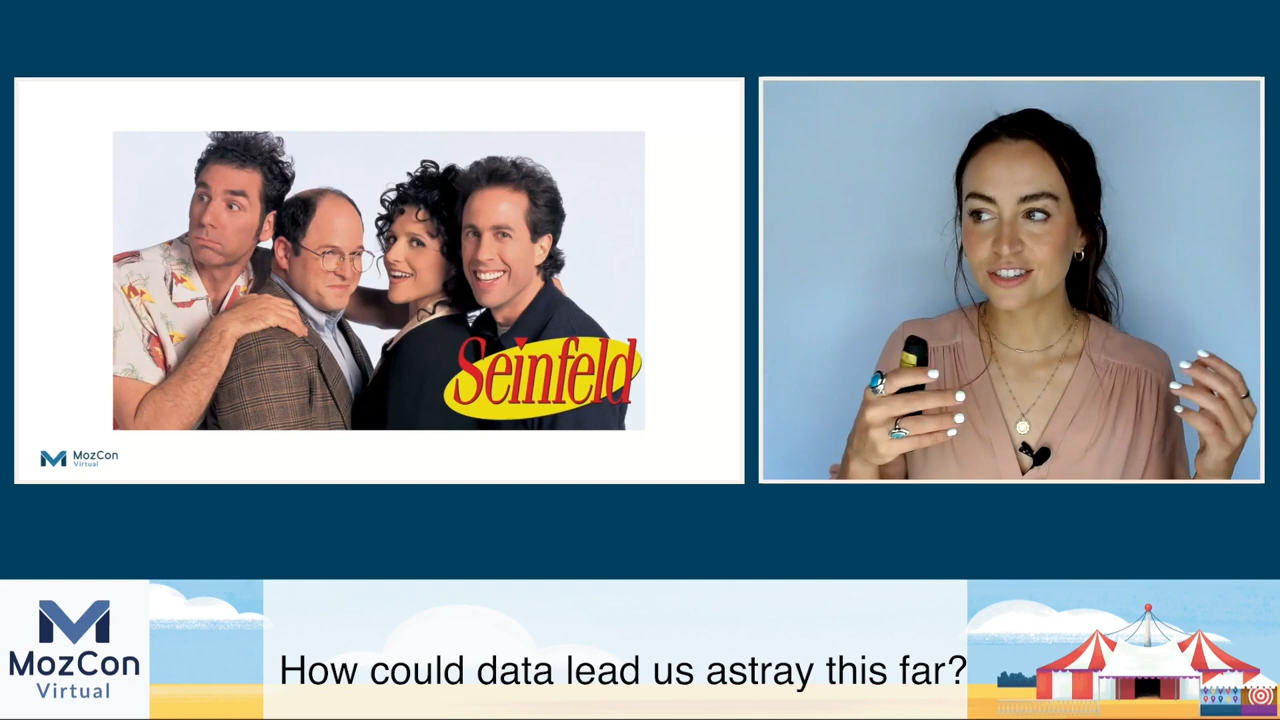 Seinfeld
MozCon
Virtual
MozCon
Virtual
How could data lead us astray this far?